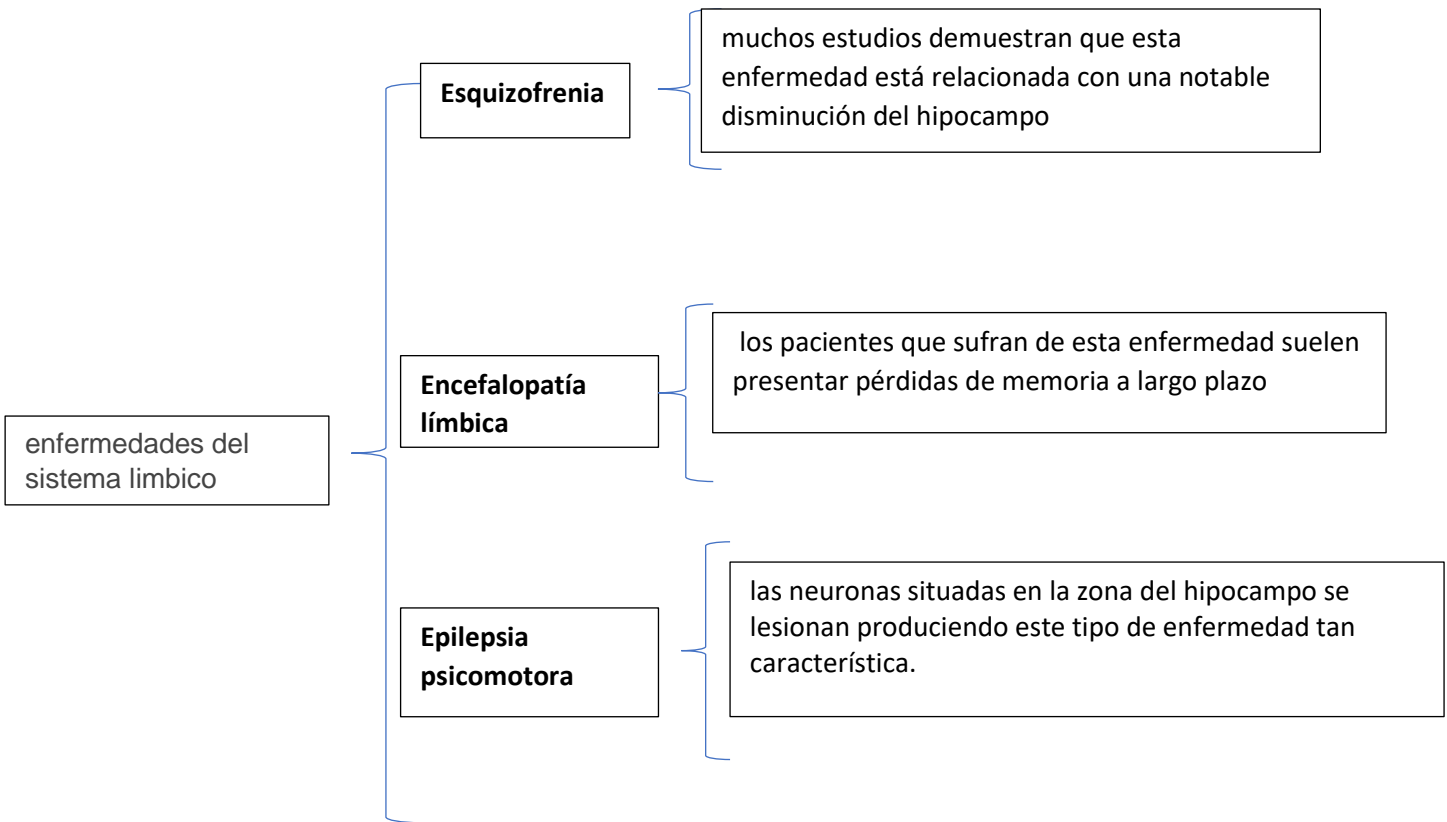 Esquizofrenia
muchos estudios demuestran que esta
enfermedad está relacionada con una notable
disminución del hipocampo
enfermedades del
sistema limbico
Encefalopatía
límbica
los pacientes que sufran de esta enfermedad suelen
presentar pérdidas de memoria a largo plazo
Epilepsia
psicomotora
las neuronas situadas en la zona del hipocampo se
lesionan produciendo este tipo de enfermedad tan
característica.